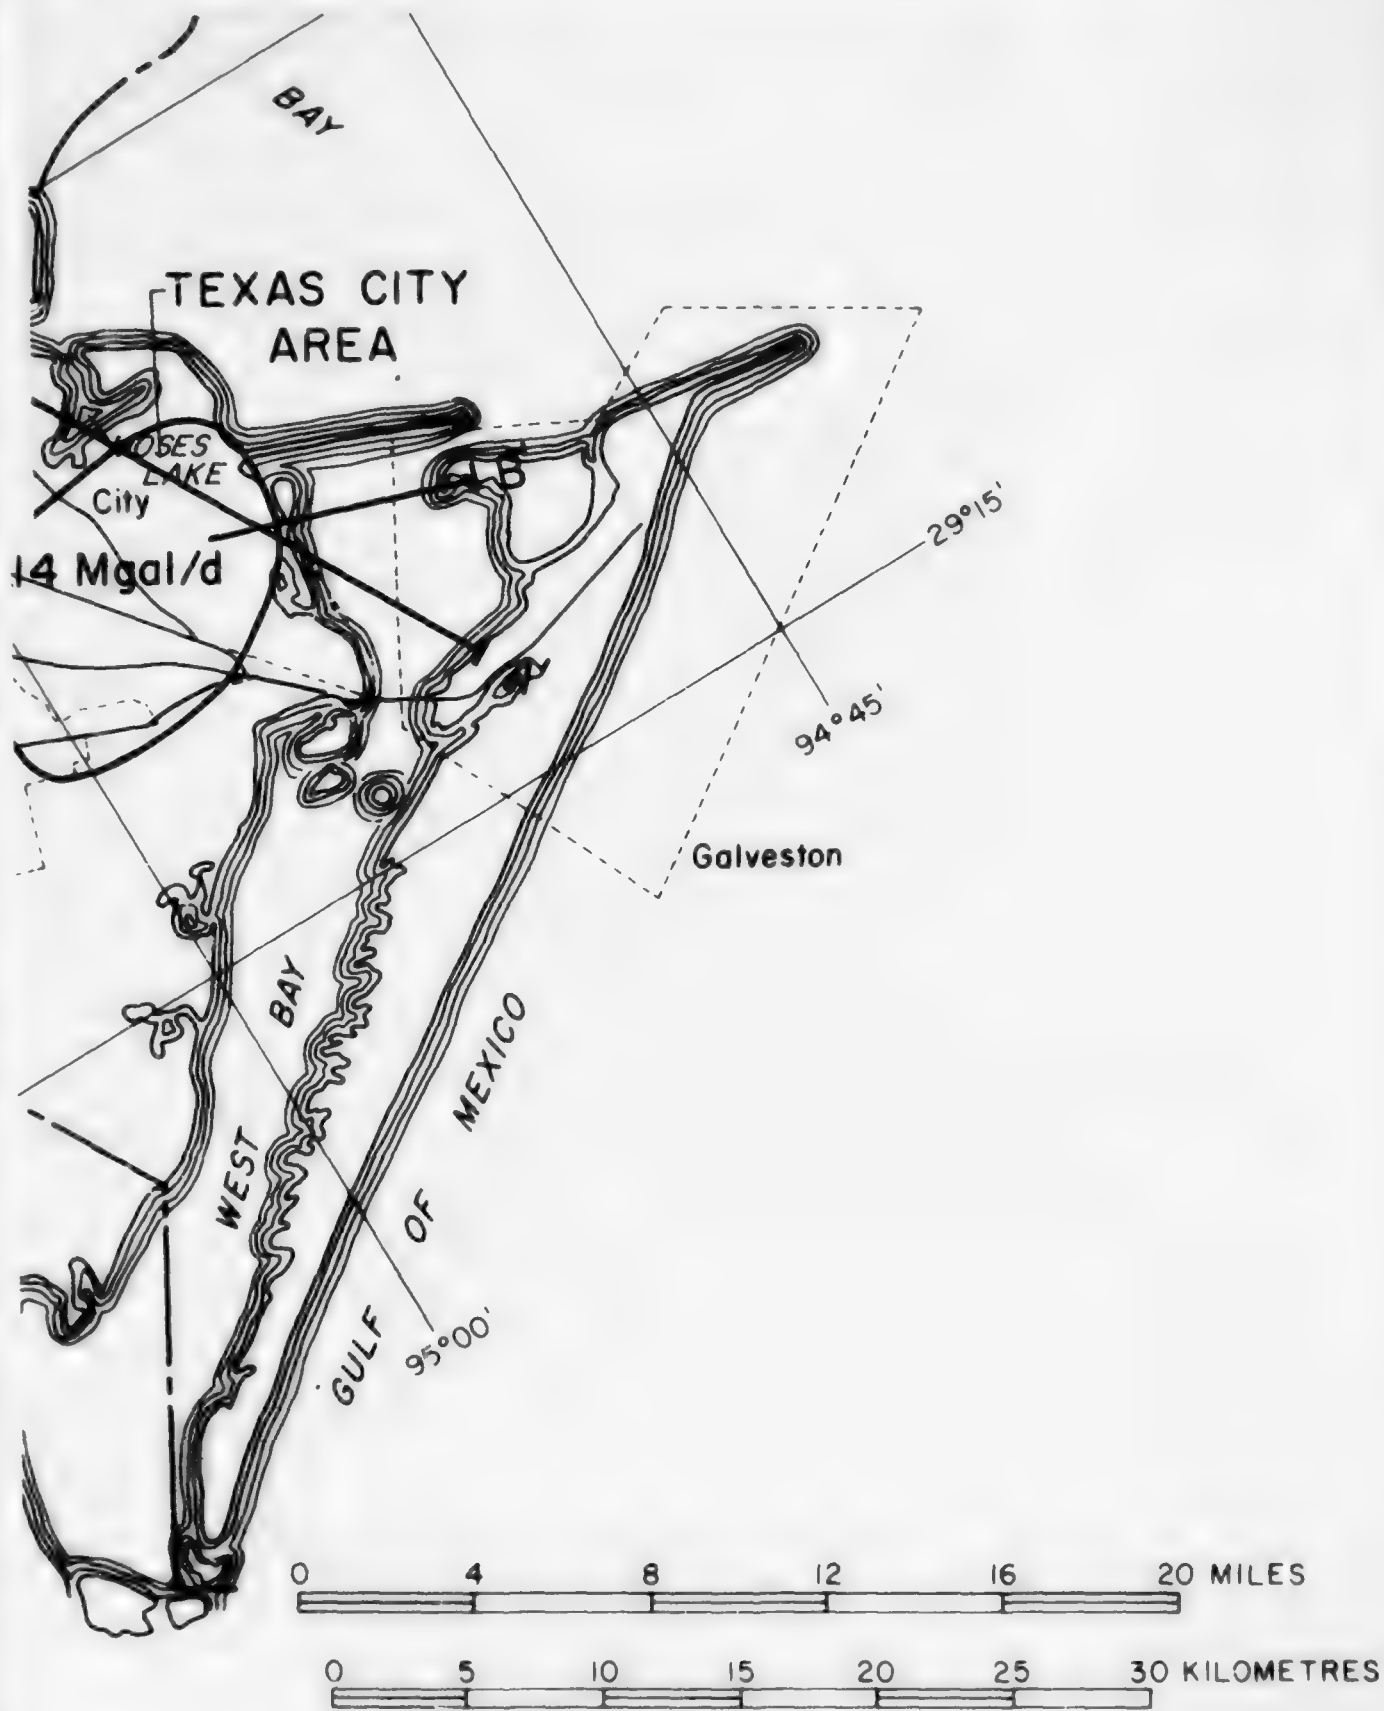 BAY
TEXAS CITY
AREA
LAKE
City
14 Mgal/d
B
29°15'
94°45'
Galveston
WEST BAY
GULF OF MEXICO
95°00'
0 4 8 12 16 20 MILES
0 5 10 15 20 25 30 KILOMETRES